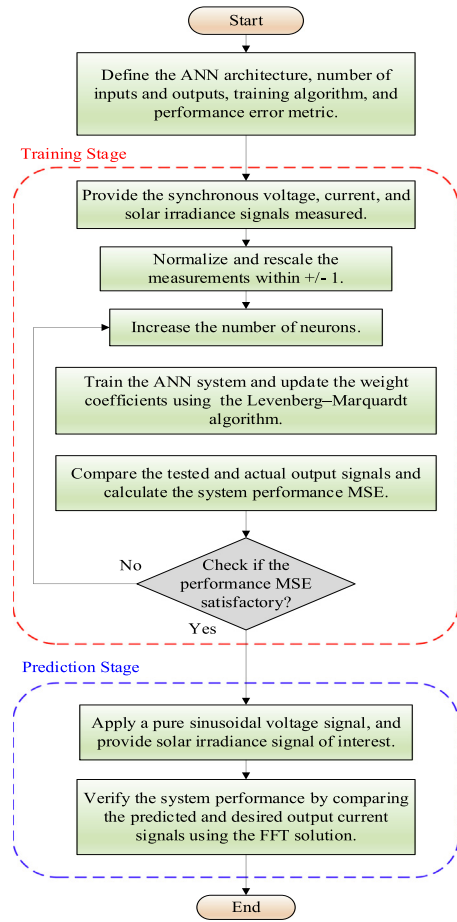 Start
Define the ANN architecture, number of
inputs and outputs, training algorithm, and
performance error metric.
Training Stage
Provide the synchronous voltage, current, and
solar irradiance signals measured.
Normalize and rescale the
measurements within +/- 1.
Increase the number of neurons.
Train the ANN system and update the weight
coefficients using the Levenberg–Marquardt
algorithm.
Compare the tested and actual output signals and
calculate the system performance MSE.
No
Check if the
performance MSE
satisfactory?
Yes
Prediction Stage
Apply a pure sinusoidal voltage signal, and
provide solar irradiance signal of interest.
Verify the system performance by comparing
the predicted and desired output current
signals using the FFT solution.
End